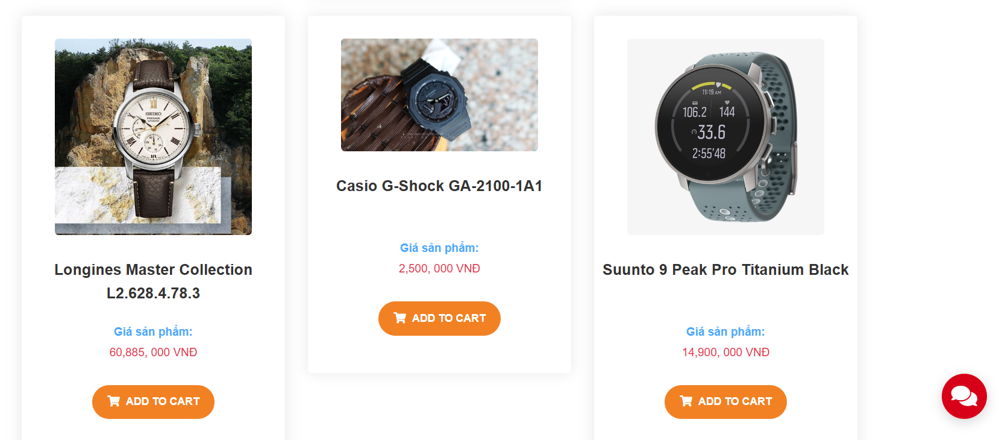 SEIKO
PRESAGE
AUTOMATIC
Longines Master Collection
L2.628.4.78.3
Giá sản phẩm:
60,885, 000 VNĐ
ADD TO CART
Casio G-Shock GA-2100-1A1
Giá sản phẩm:
2,500, 000 VNĐ
ADD TO CART
11:19 AM
106.2 144
33.6
2:55'48
Suunto 9 Peak Pro Titanium Black
Giá sản phẩm:
14,900, 000 VNĐ
ADD TO CART